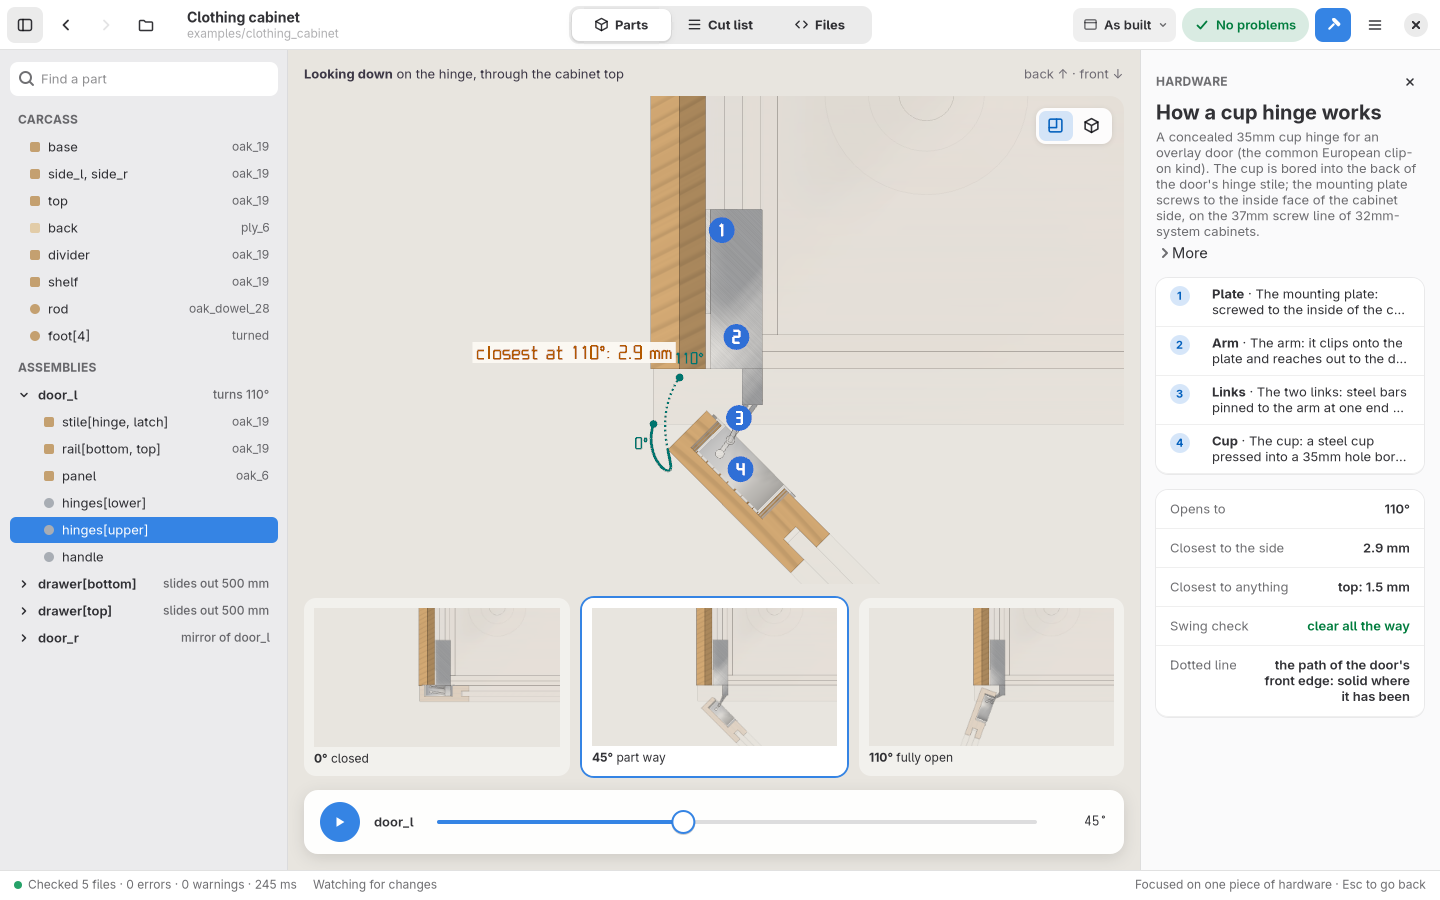 Clothing cabinet
examples/clothing_cabinet
Parts
Cut list
Files
As built
No problems
Find a part
CARCASS
base oak_19
side_l, side_r oak_19
top oak_19
back ply_6
divider oak_19
shelf oak_19
rod oak_dowel_28
foot[4] turned
ASSEMBLIES
door_l turns 110°
stile[hinge, latch] oak_19
rail[bottom, top] oak_19
panel oak_6
hinges[lower]
hinges[upper]
handle
drawer[bottom] slides out 500 mm
drawer[top] slides out 500 mm
door_r mirror of door_l
Looking down on the hinge, through the cabinet top
back ↑ · front ↓
1
2
closest at 110°: 2.9 mm
110°
3
0°
4
0° closed
45° part way
110° fully open
door_l
45°
HARDWARE
How a cup hinge works
A concealed 35mm cup hinge for an
overlay door (the common European clip-
on kind). The cup is bored into the back of
the door's hinge stile; the mounting plate
screws to the inside face of the cabinet
side, on the 37mm screw line of 32mm-
system cabinets.
More
1 Plate · The mounting plate:
screwed to the inside of the c...
2 Arm · The arm: it clips onto the
plate and reaches out to the d...
3 Links · The two links: steel bars
pinned to the arm at one end ...
4 Cup · The cup: a steel cup
pressed into a 35mm hole bor...
Opens to 110°
Closest to the side 2.9 mm
Closest to anything top: 1.5 mm
Swing check clear all the way
Dotted line the path of the door's
front edge: solid where
it has been
Checked 5 files · 0 errors · 0 warnings · 245 ms
Watching for changes
Focused on one piece of hardware · Esc to go back